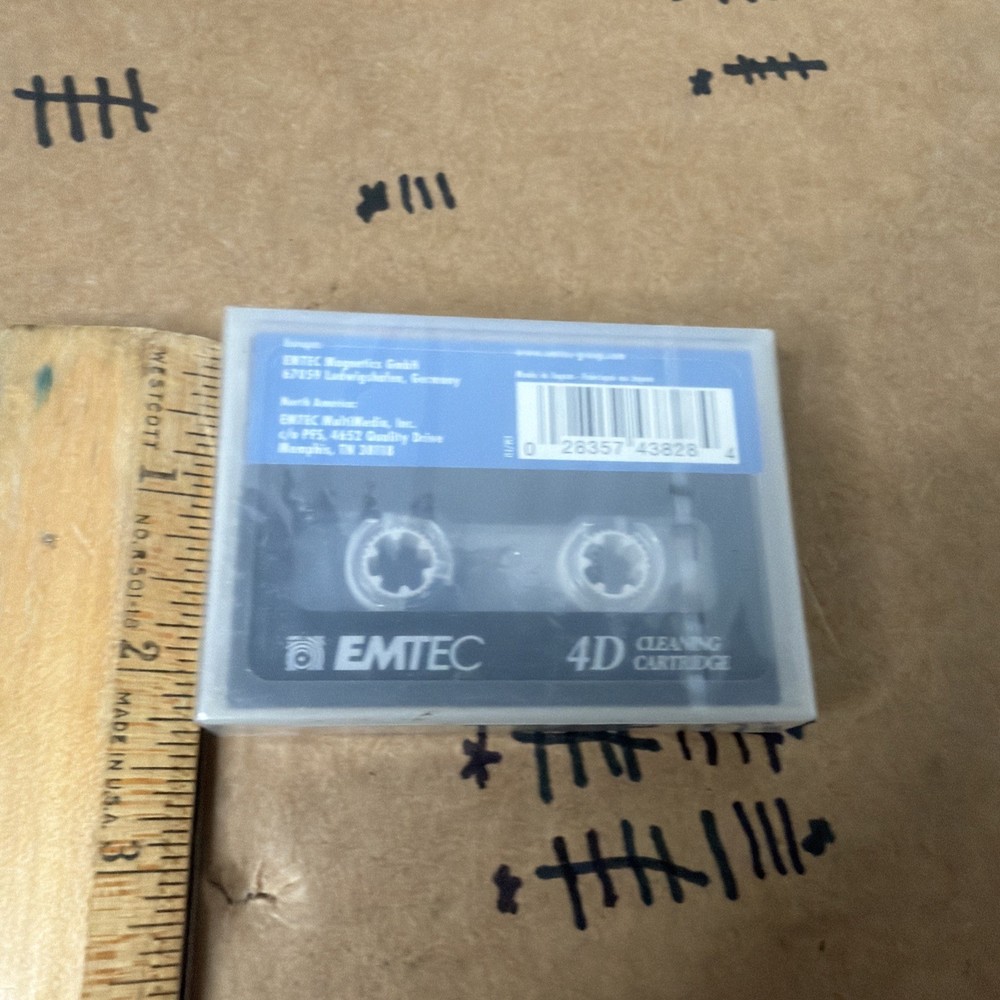 Europe:
EMTEC Magnetics GmbH
67059 Ludwigshafen, Germany
North America:
EMTEC MultiMedia, Inc.
c/o PFS, 4652 Quality Drive
Memphis, TN 38118
Made in Japan - Fabriqué au Japon
0 28357 43828 4
EMTEC
4D CLEANING
CARTRIDGE
WESTCOTT
1
NO. R501-18
2
MADE IN U.S.A.
3